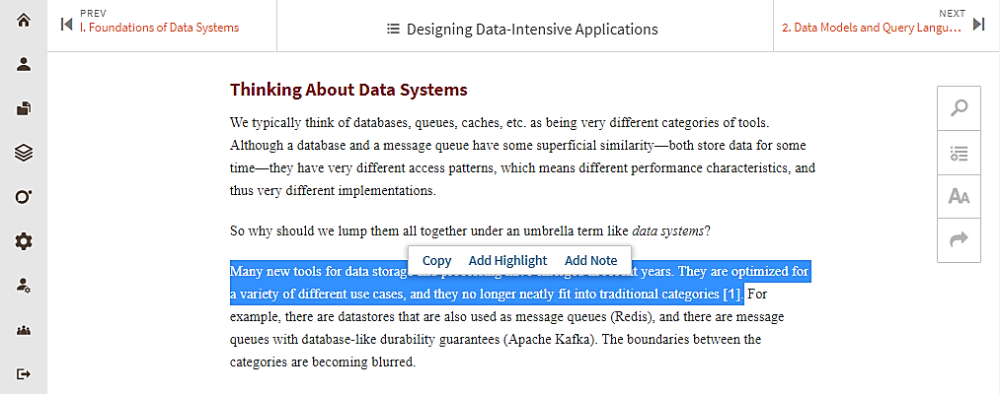 PREV
I. Foundations of Data Systems
Designing Data-Intensive Applications
NEXT
2. Data Models and Query Langu…
Thinking About Data Systems
We typically think of databases, queues, caches, etc. as being very different categories of tools.
Although a database and a message queue have some superficial similarity—both store data for some
time—they have very different access patterns, which means different performance characteristics, and
thus very different implementations.
So why should we lump them all together under an umbrella term like data systems?
Copy Add Highlight Add Note
Many new tools for data storage years. They are optimized for
a variety of different use cases, and they no longer neatly fit into traditional categories [1]. For
example, there are datastores that are also used as message queues (Redis), and there are message
queues with database-like durability guarantees (Apache Kafka). The boundaries between the
categories are becoming blurred.
AA